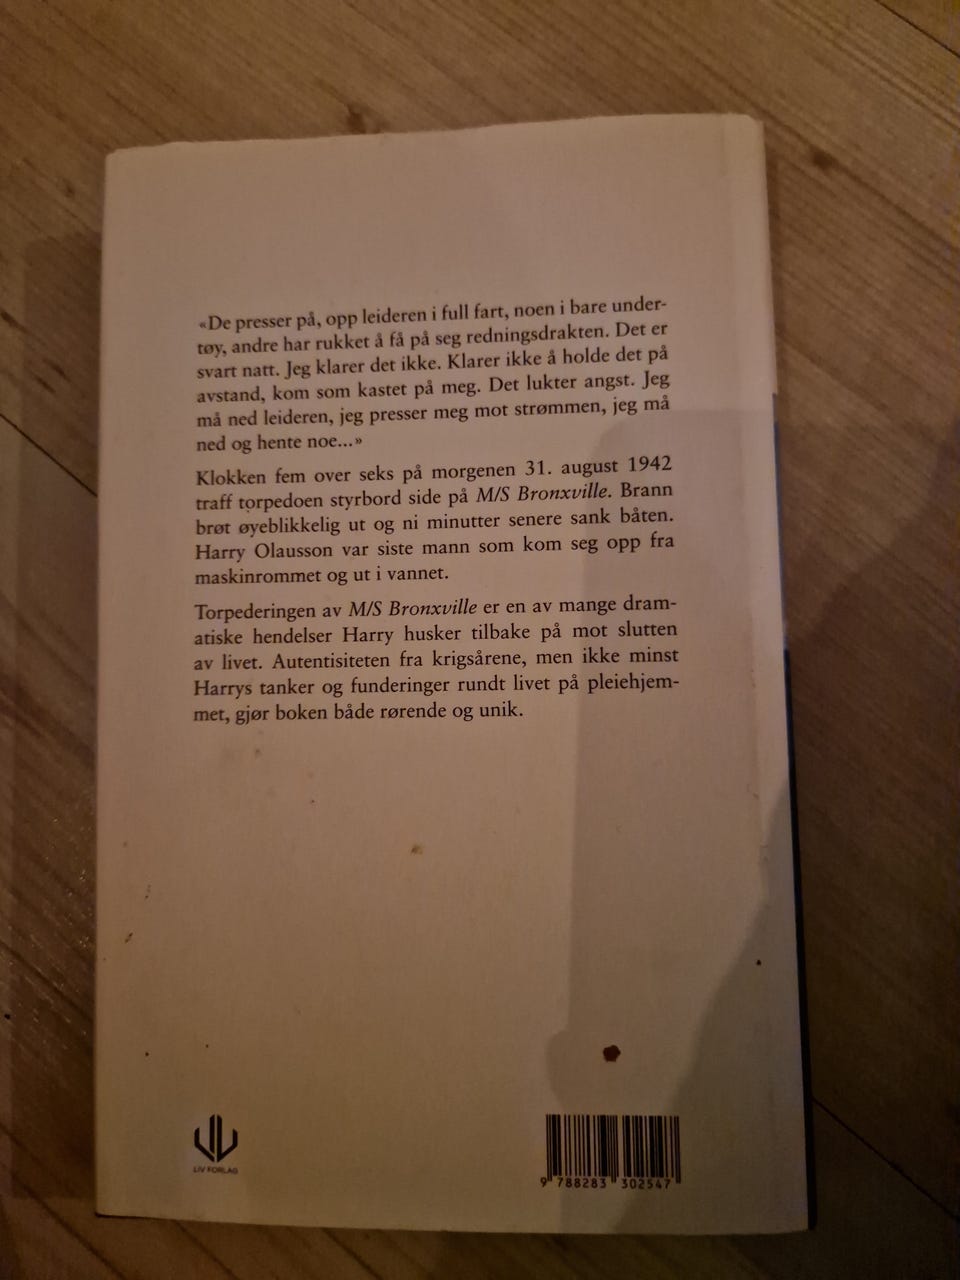 «De presser på, opp leideren i full fart, noen i bare under-
tøy, andre har rukket å få på seg redningsdrakten. Det er
svart natt. Jeg klarer det ikke. Klarer ikke å holde det på
avstand, kom som kastet på meg. Det lukter angst. Jeg
må ned leideren, jeg presser meg mot strømmen, jeg må
ned og hente noe...»
Klokken fem over seks på morgenen 31. august 1942
traff torpedoen styrbord side på M/S Bronxville. Brann
brøt øyeblikkelig ut og ni minutter senere sank båten.
Harry Olausson var siste mann som kom seg opp fra
maskinrommet og ut i vannet.
Torpederingen av M/S Bronxville er en av mange dram-
atiske hendelser Harry husker tilbake på mot slutten
av livet. Autentisiteten fra krigsårene, men ikke minst
Harrys tanker og funderinger rundt livet på pleiehjem-
met, gjør boken både rørende og unik.
LIV FORLAG
9 788283 302547